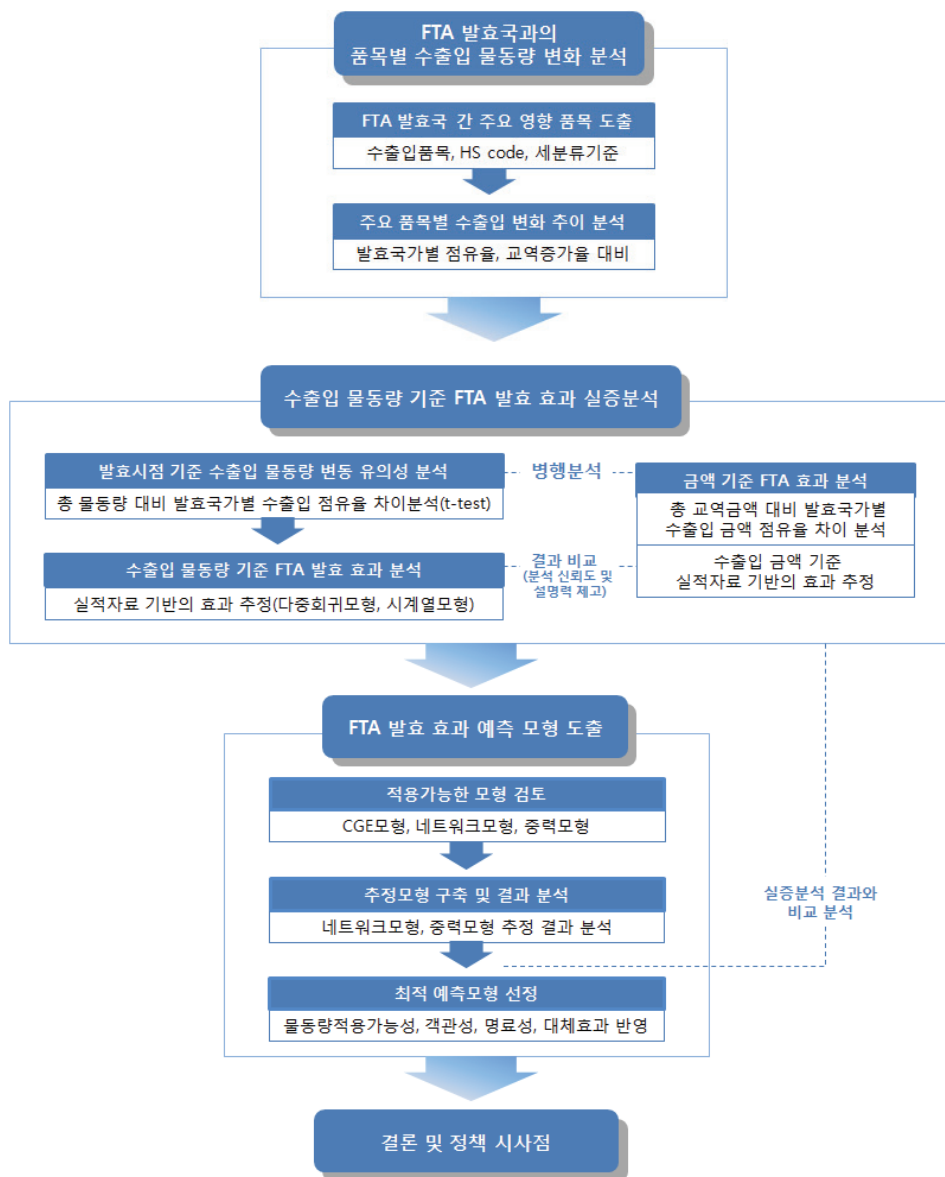 FTA 발효국과의
품목별 수출입 물동량 변화 분석
FTA 발효국 간 주요 영향 품목 도출
수출입품목, HS code, 세분류기준
주요 품목별 수출입 변화 추이 분석
발효국가별 점유율, 교역증가율 대비
수출입 물동량 기준 FTA 발효 효과 실증분석
발효시점 기준 수출입 물동량 변동 유의성 분석
총 물동량 대비 발효국가별 수출입 점유율 차이분석(t-test)
수출입 물동량 기준 FTA 발효 효과 분석
실적자료 기반의 효과 추정(다중회귀모형, 시계열모형)
병행분석
결과 비교
(분석 신뢰도 및
설명력 제고)
금액 기준 FTA 효과 분석
총 교역금액 대비 발효국가별
수출입 금액 점유율 차이 분석
수출입 금액 기준
실적자료 기반의 효과 추정
FTA 발효 효과 예측 모형 도출
적용가능한 모형 검토
CGE모형, 네트워크모형, 중력모형
추정모형 구축 및 결과 분석
네트워크모형, 중력모형 추정 결과 분석
최적 예측모형 선정
물동량적용가능성, 객관성, 명료성, 대체효과 반영
실증분석 결과와
비교 분석
결론 및 정책 시사점